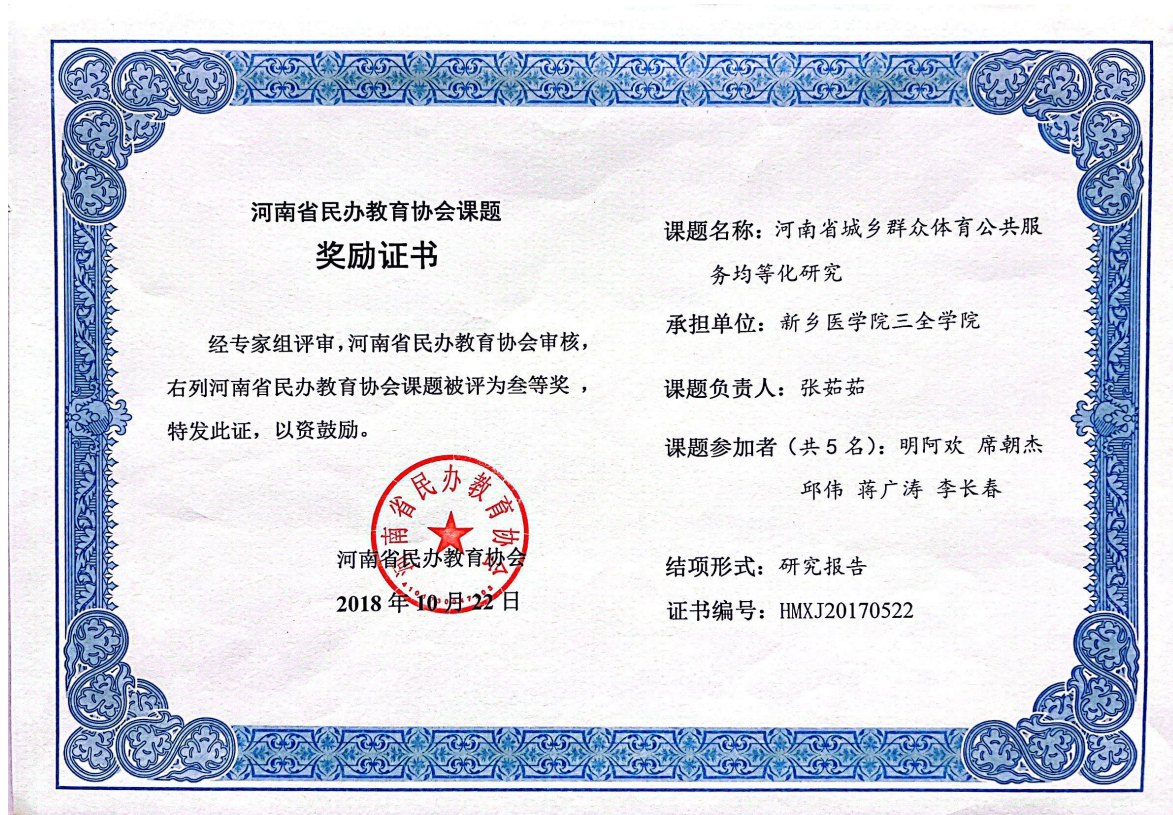 河南省民办教育协会课题
奖励证书
经专家组评审,河南省民办教育协会审核,
右列河南省民办教育协会课题被评为叁等奖 ,
特发此证，以资鼓励。
河南省民办教育协会
河南省民办教育协会
2018 年 10 月 22 日
课题名称：河南省城乡群众体育公共服
务均等化研究
承担单位：新乡医学院三全学院
课题负责人：张茹茹
课题参加者（共 5 名）：明阿欢 席朝杰
邱伟 蒋广涛 李长春
结项形式：研究报告
证书编号：HMXJ20170522